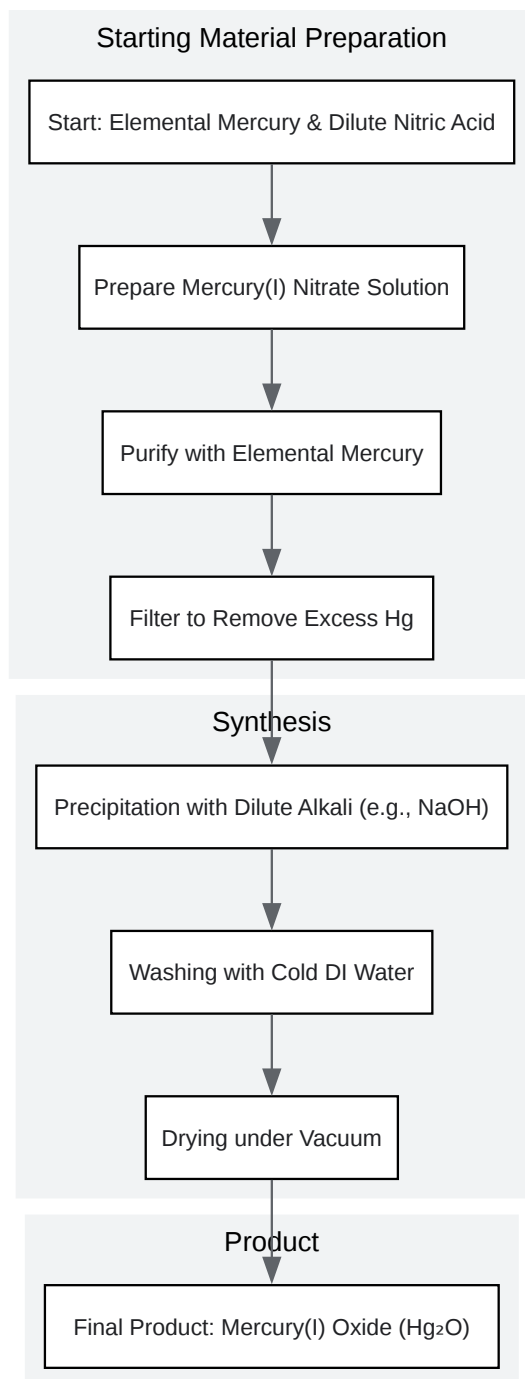 Starting Material Preparation
Start: Elemental Mercury & Dilute Nitric Acid
Prepare Mercury(I) Nitrate Solution
Purify with Elemental Mercury
Filter to Remove Excess Hg
Synthesis
Precipitation with Dilute Alkali (e.g., NaOH)
Washing with Cold DI Water
Drying under Vacuum
Product
Final Product: Mercury(I) Oxide (Hg₂O)